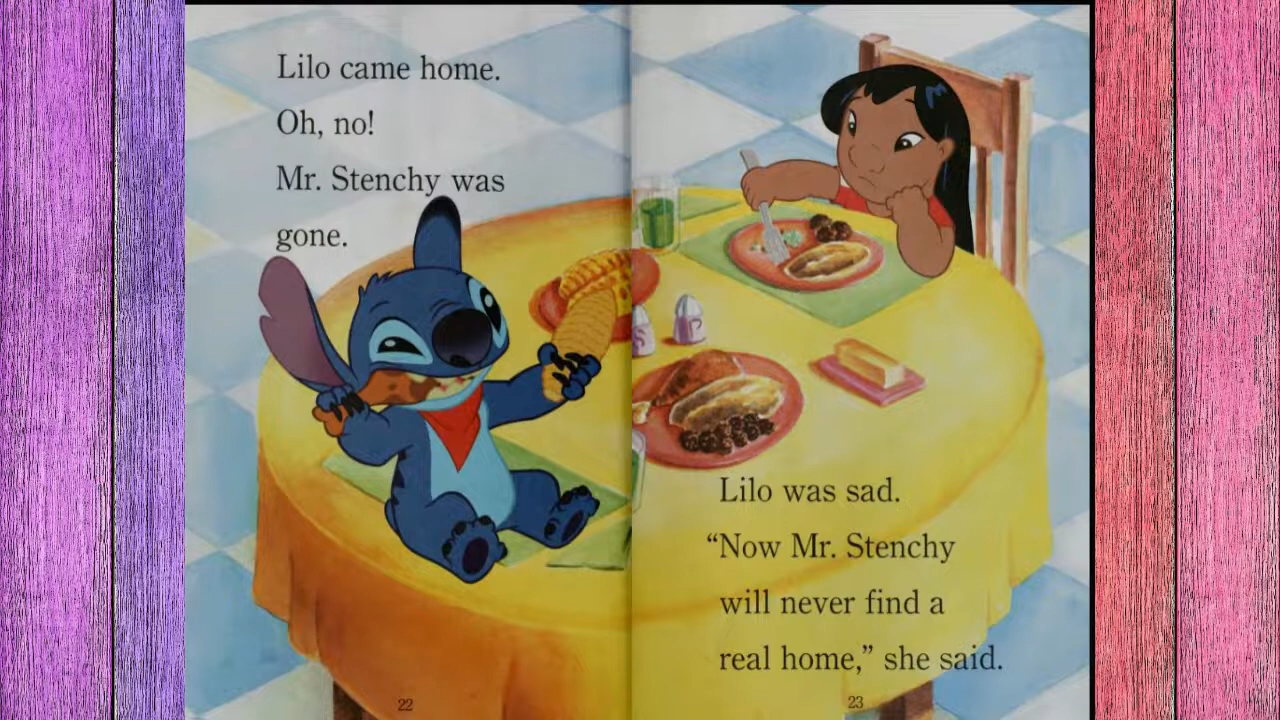 Lilo came home.
Oh, no!
Mr. Stenchy was
gone.
22
Lilo was sad.
“Now Mr. Stenchy
will never find a
real home,” she said.
23